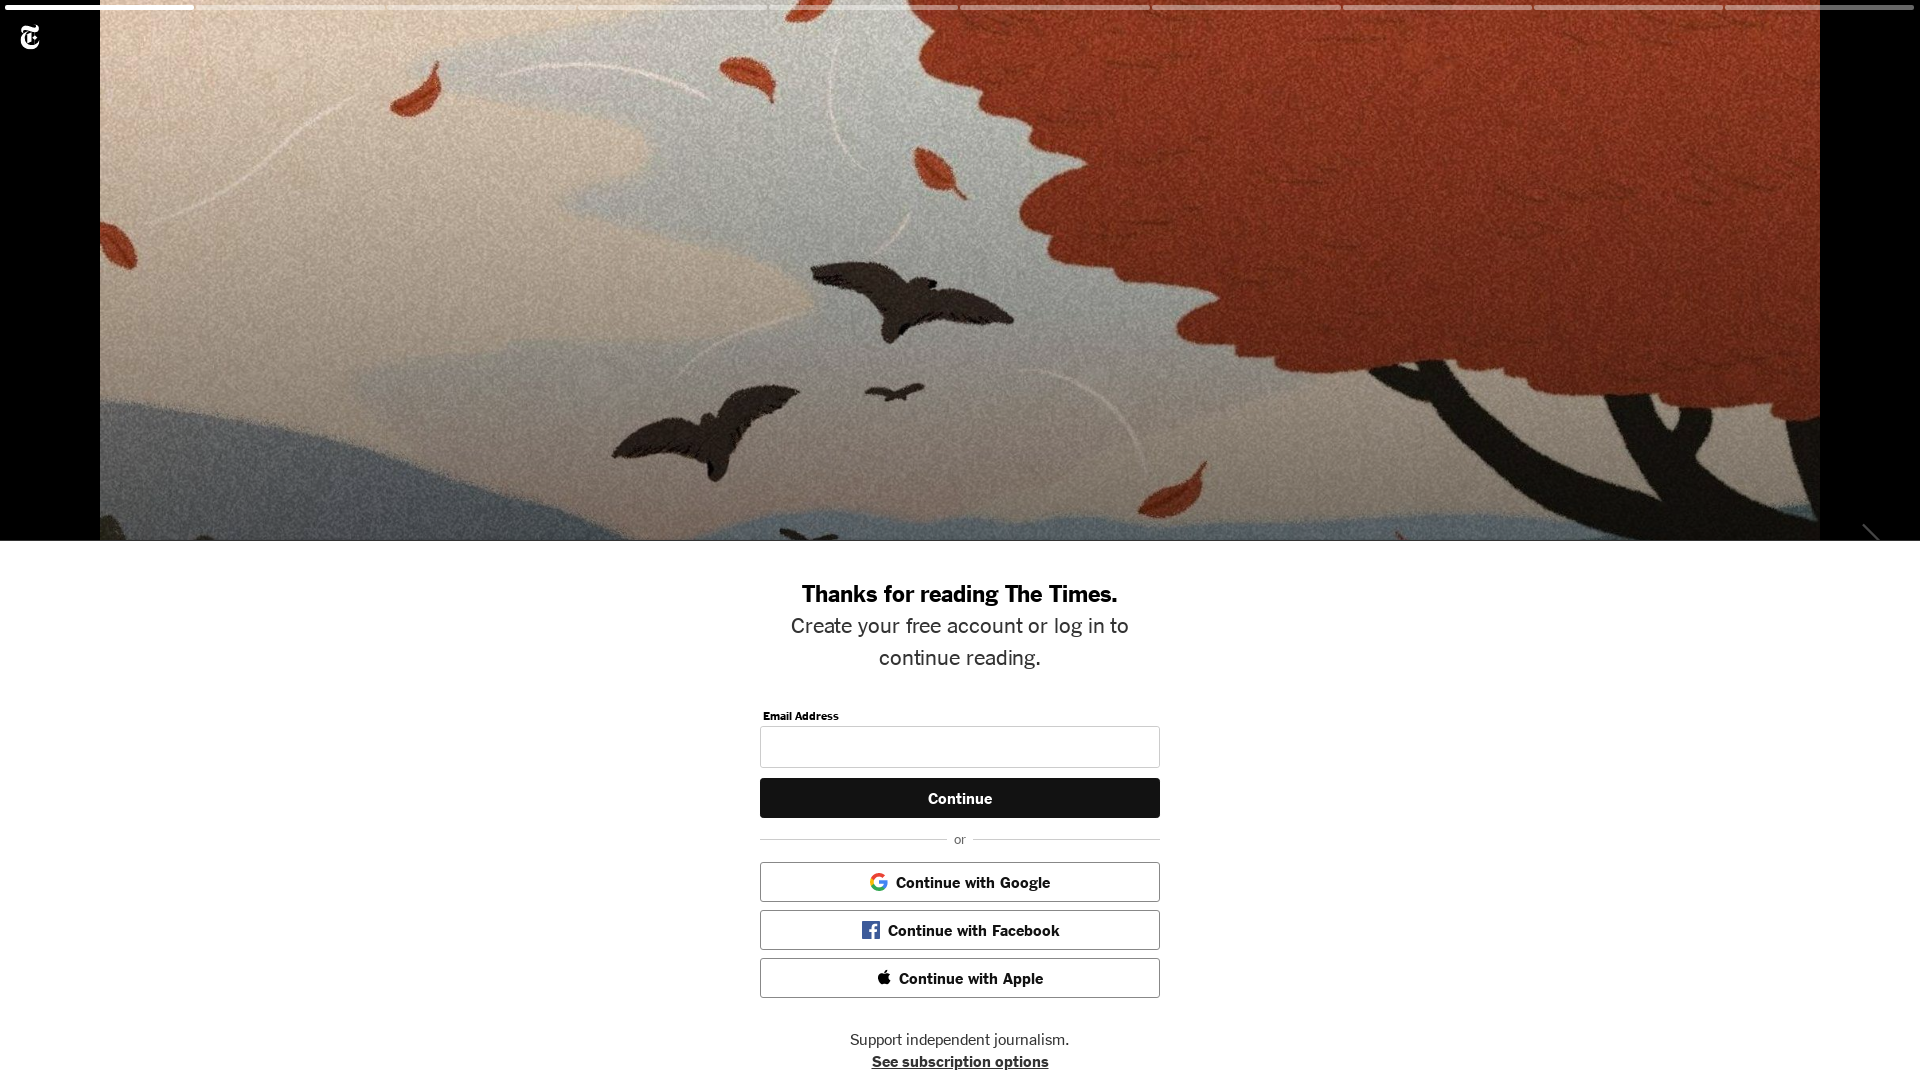 Thanks for reading The Times.
Create your free account or log in to
continue reading.
Email Address
Continue
or
Continue with Google
Continue with Facebook
Continue with Apple
Support independent journalism.
See subscription options